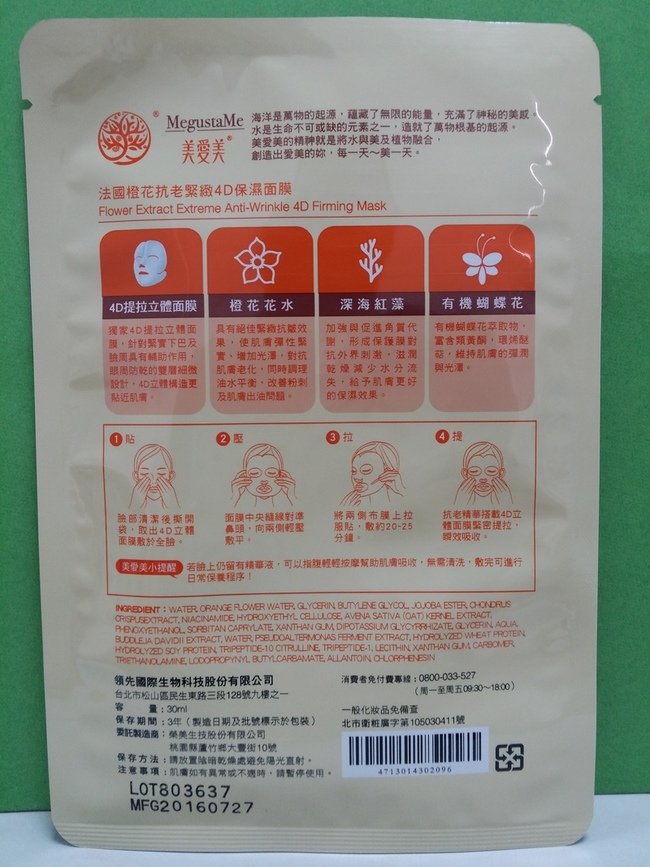 MegustaMe
美愛美®
海洋是萬物的起源，蘊藏了無限的能量，充滿了神秘的美感。
水是生命不可或缺的元素之一，造就了萬物根基的起源。
美愛美的精神就是將水與美及植物融合，
創造出愛美的妳，每一天～美一天。
法國橙花抗老緊緻4D保濕面膜
Flower Extract Extreme Anti-Wrinkle 4D Firming Mask
4D提拉立體面膜
獨家4D提拉立體面
膜，針對緊實下巴及
臉周具有輔助作用，
眼周防乾的雙層細微
設計，4D立體構造更
貼近肌膚。
橙花花水
具有絕佳緊緻抗皺效
果，使肌膚彈性緊
實、增加光澤，對抗
肌膚老化，同時調理
油水平衡，改善粉刺
及肌膚出油問題。
深海紅藻
加強與促進角質代
謝，形成保護膜對
抗外界刺激，滋潤
乾燥減少水分流
失，給予肌膚更好
的保濕效果。
有機蝴蝶花
有機蝴蝶花萃取物，
富含類黃酮，環烯醚
萜，維持肌膚的彈潤
與光澤。
1 貼
臉部清潔後撕開
袋，取出4D立體
面膜敷於全臉。
2 壓
面膜中央縫線對準
鼻頭，向兩側輕壓
敷平。
3 拉
將兩側布膜上拉
服貼，敷約20-25
分鐘。
4 提
抗老精華搭載4D立
體面膜緊密提拉，
瞬效吸收。
美愛美小提醒 若臉上仍留有精華液，可以指腹輕輕按摩幫助肌膚吸收，無需清洗，敷完可進行
日常保養程序！
INGREDIENT : WATER, ORANGE FLOWER WATER, GLYCERIN, BUTYLENE GLYCOL, JOJOBA ESTER, CHONDRUS
CRISPUSEXTRACT, NIACINAMIDE, HYDROXYETHYL CELLULOSE, AVENA SATIVA (OAT) KERNEL EXTRACT,
PHENOXYETHANOL, SORBITAN CAPRYLATE, XANTHAN GUM, DIPOTASSIUM GLYCYRRHIZATE, GLYCERIN, AQUA,
BUDDLEJA DAVIDII EXTRACT, WATER, PSEUDOALTERMONAS FERMENT EXTRACT, HYDROLYZED WHEAT PROTEIN,
HYDROLYZED SOY PROTEIN, TRIPEPTIDE-10 CITRULLINE, TRIPEPTIDE-1, LECITHIN, XANTHAN GUM, CARBOMER,
TRIETHANOLAMINE, LODOPROPYNYL BUTYLCARBAMATE, ALLANTOIN, CHLORPHENESIN
領先國際生物科技股份有限公司
台北市松山區民生東路三段128號九樓之一
容 量：30ml
保存期間：3年（製造日期及批號標示於包裝）
委託製造商：榮美生技股份有限公司
桃園縣蘆竹鄉大豐街10號
保存方法：請放置陰暗乾燥處避免陽光直射。
注意事項：肌膚如有異常或不適時，請暫停使用。
消費者免付費專線：0800-033-527
（周一至周五09:30~18:00）
一般化妝品免備查
北市衛粧廣字第105030411號
4713014302096
LOT803637
MFG20160727